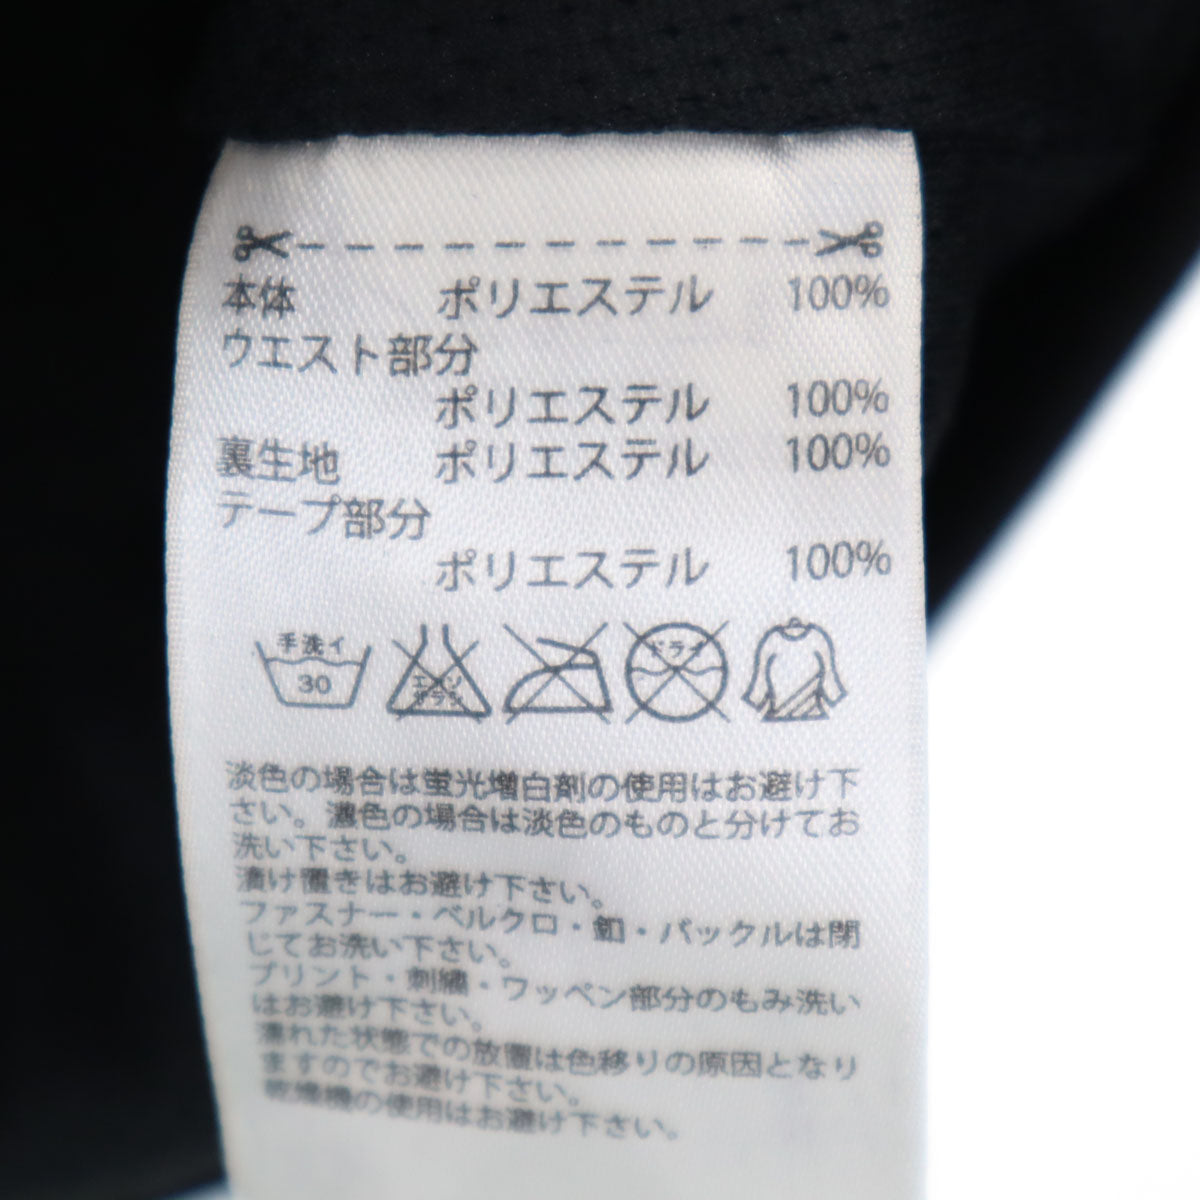 本体 ポリエステル 100%
ウエスト部分
ポリエステル 100%
裏生地 ポリエステル 100%
テープ部分
ポリエステル 100%
手洗イ エンソサラシ ドライ
30
淡色の場合は蛍光増白剤の使用はお避け下
さい。濃色の場合は淡色のものと分けてお
洗い下さい。
漬け置きはお避け下さい。
ファスナー・ベルクロ・釦・バックルは閉
じてお洗い下さい。
プリント・刺繍・ワッペン部分のもみ洗い
はお避け下さい。
濡れた状態での放置は色移りの原因となり
ますのでお避け下さい。
乾燥機の使用はお避け下さい。